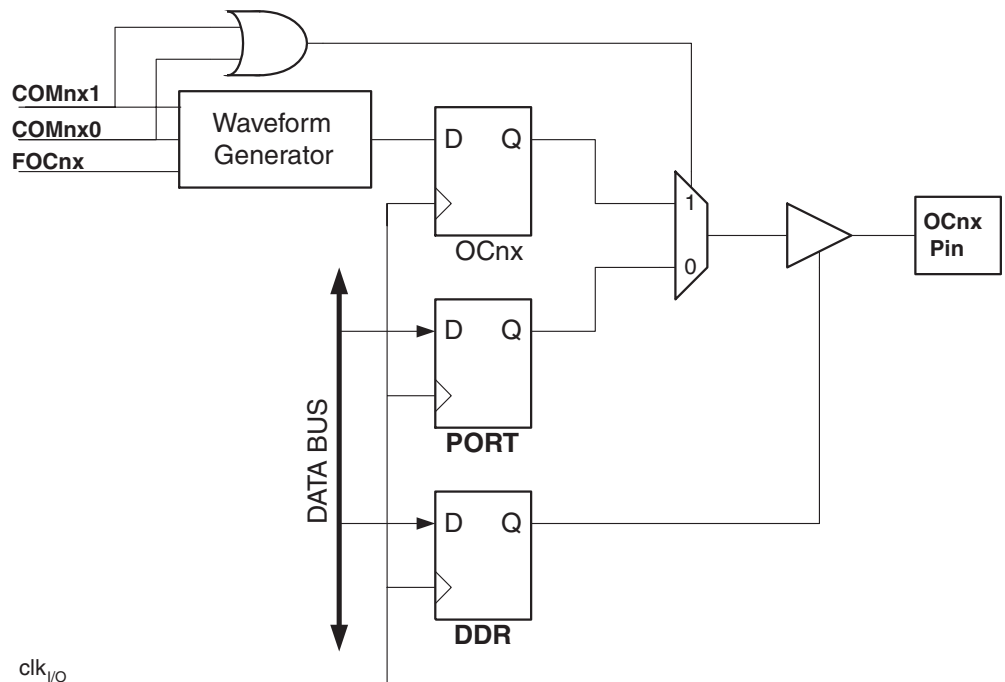 COMnx1
COMnx0
FOCnx
Waveform
Generator
D Q
OCnx
1
0
OCnx
Pin
D Q
PORT
DATA BUS
D Q
DDR
clkI/O